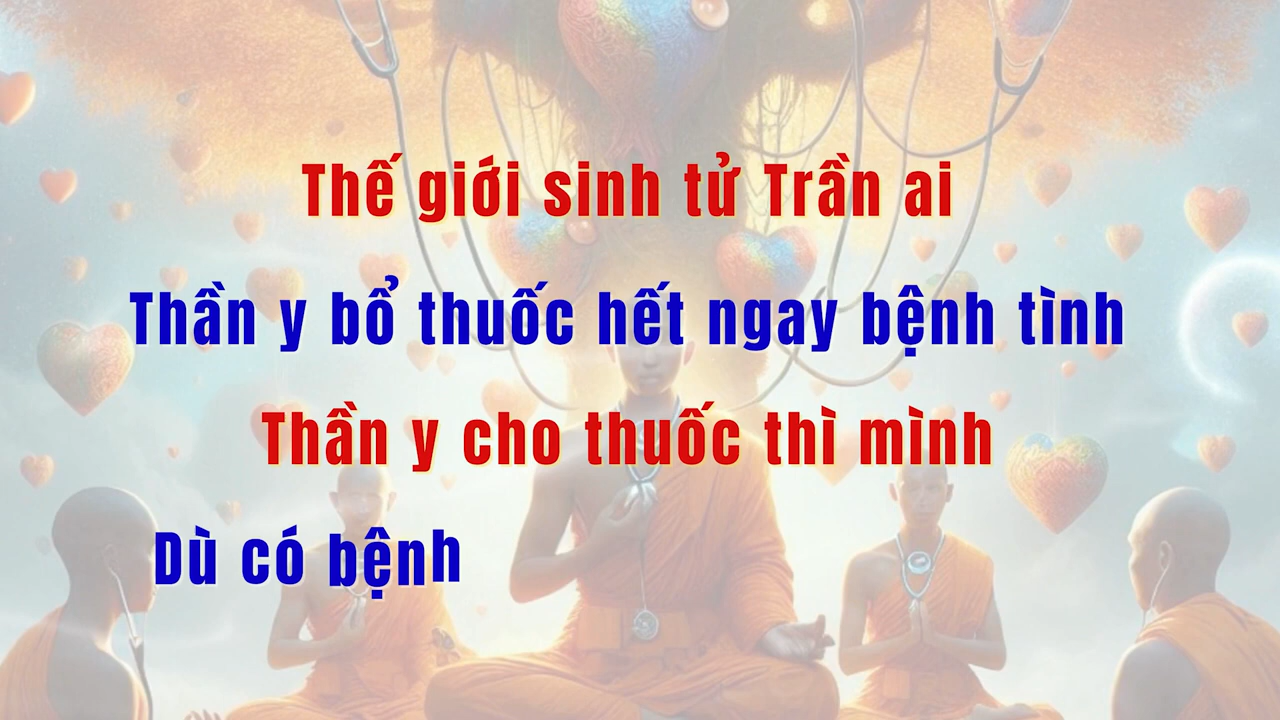 Thế giới sinh tử Trần ai
Thần y bổ thuốc hết ngay bệnh tình
Thần y cho thuốc thì mình
Dù có bệnh